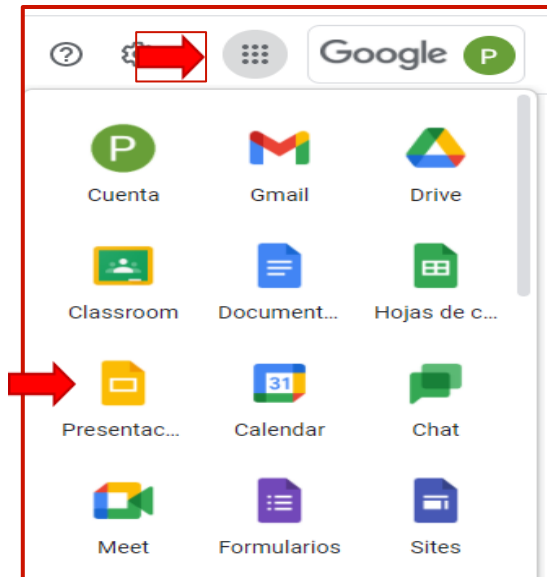 Google P
P
Cuenta Gmail Drive
Classroom Document... Hojas de c...
31
Presentac... Calendar Chat
Meet Formularios Sites